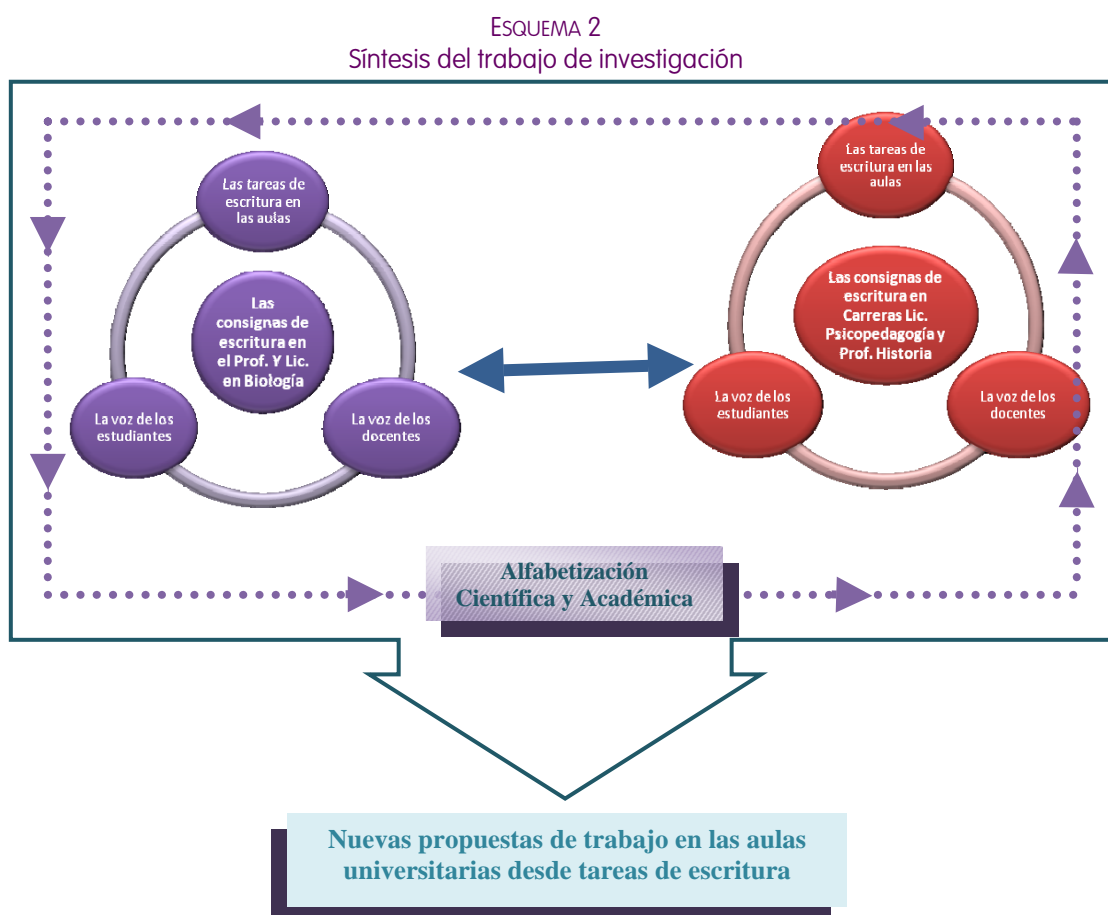 ESQUEMA 2
Síntesis del trabajo de investigación
Las tareas de
escritura en
las aulas
Las
consignas de
escritura en
el Prof. Y Lic.
en Biología
La voz de los
estudiantes
La voz de los
docentes
Las tareas de
escritura en las
aulas
Las consignas de
escritura en
Carreras Lic.
Psicopedagogía y
Prof. Historia
La voz de los
estudiantes
La voz de los
docentes
Alfabetización
Científica y Académica
Nuevas propuestas de trabajo en las aulas
universitarias desde tareas de escritura